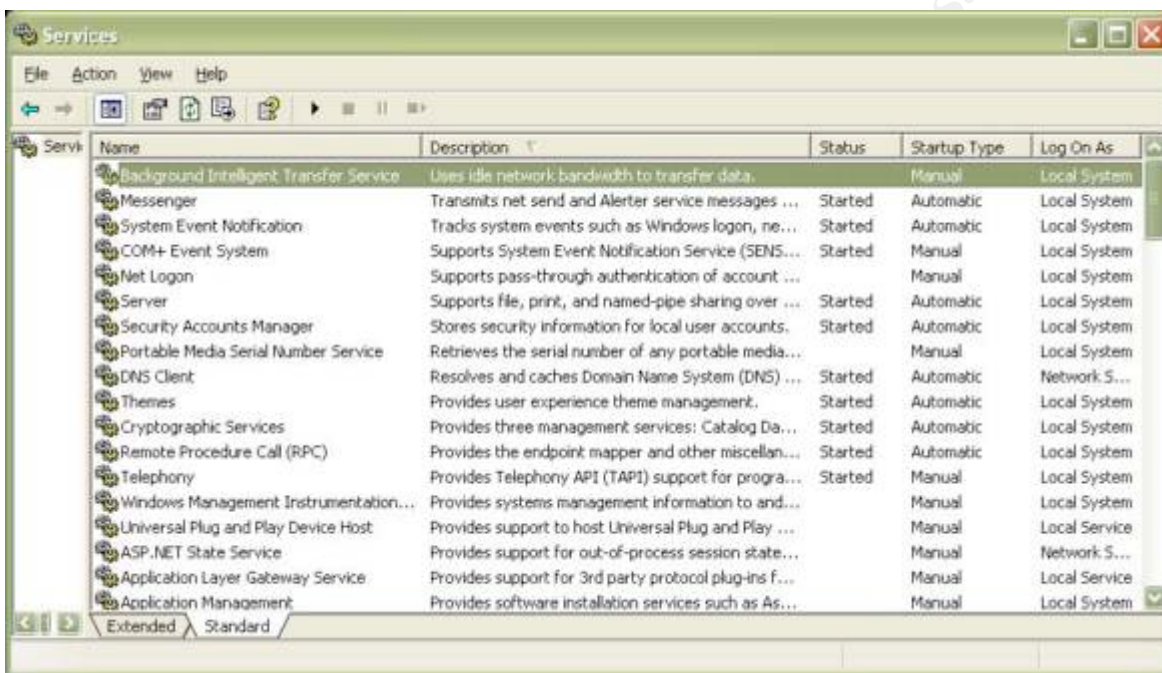 Services
File Action View Help
Servi
Name Description Status Startup Type Log On As
Background Intelligent Transfer Service Uses idle network bandwidth to transfer data. Manual Local System
Messenger Transmits net send and Alerter service messages ... Started Automatic Local System
System Event Notification Tracks system events such as Windows logon, ne... Started Automatic Local System
COM+ Event System Supports System Event Notification Service (SENS... Started Manual Local System
Net Logon Supports pass-through authentication of account ... Manual Local System
Server Supports file, print, and named-pipe sharing over ... Started Automatic Local System
Security Accounts Manager Stores security information for local user accounts. Started Automatic Local System
Portable Media Serial Number Service Retrieves the serial number of any portable media... Manual Local System
DNS Client Resolves and caches Domain Name System (DNS) ... Started Automatic Network S...
Themes Provides user experience theme management. Started Automatic Local System
Cryptographic Services Provides three management services: Catalog Da... Started Automatic Local System
Remote Procedure Call (RPC) Provides the endpoint mapper and other miscellan... Started Automatic Local System
Telephony Provides Telephony API (TAPI) support for progra... Started Manual Local System
Windows Management Instrumentation... Provides systems management information to and... Manual Local System
Universal Plug and Play Device Host Provides support to host Universal Plug and Play ... Manual Local Service
ASP.NET State Service Provides support for out-of-process session state... Manual Network S...
Application Layer Gateway Service Provides support for 3rd party protocol plug-ins f... Manual Local Service
Application Management Provides software installation services such as As... Manual Local System
Extended Standard